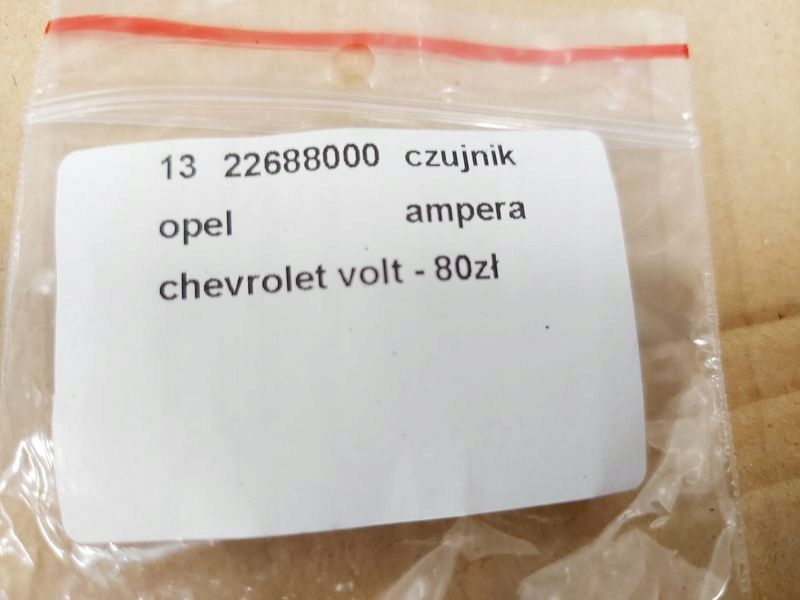 13 22688000 czujnik
opel ampera
chevrolet volt - 80zł